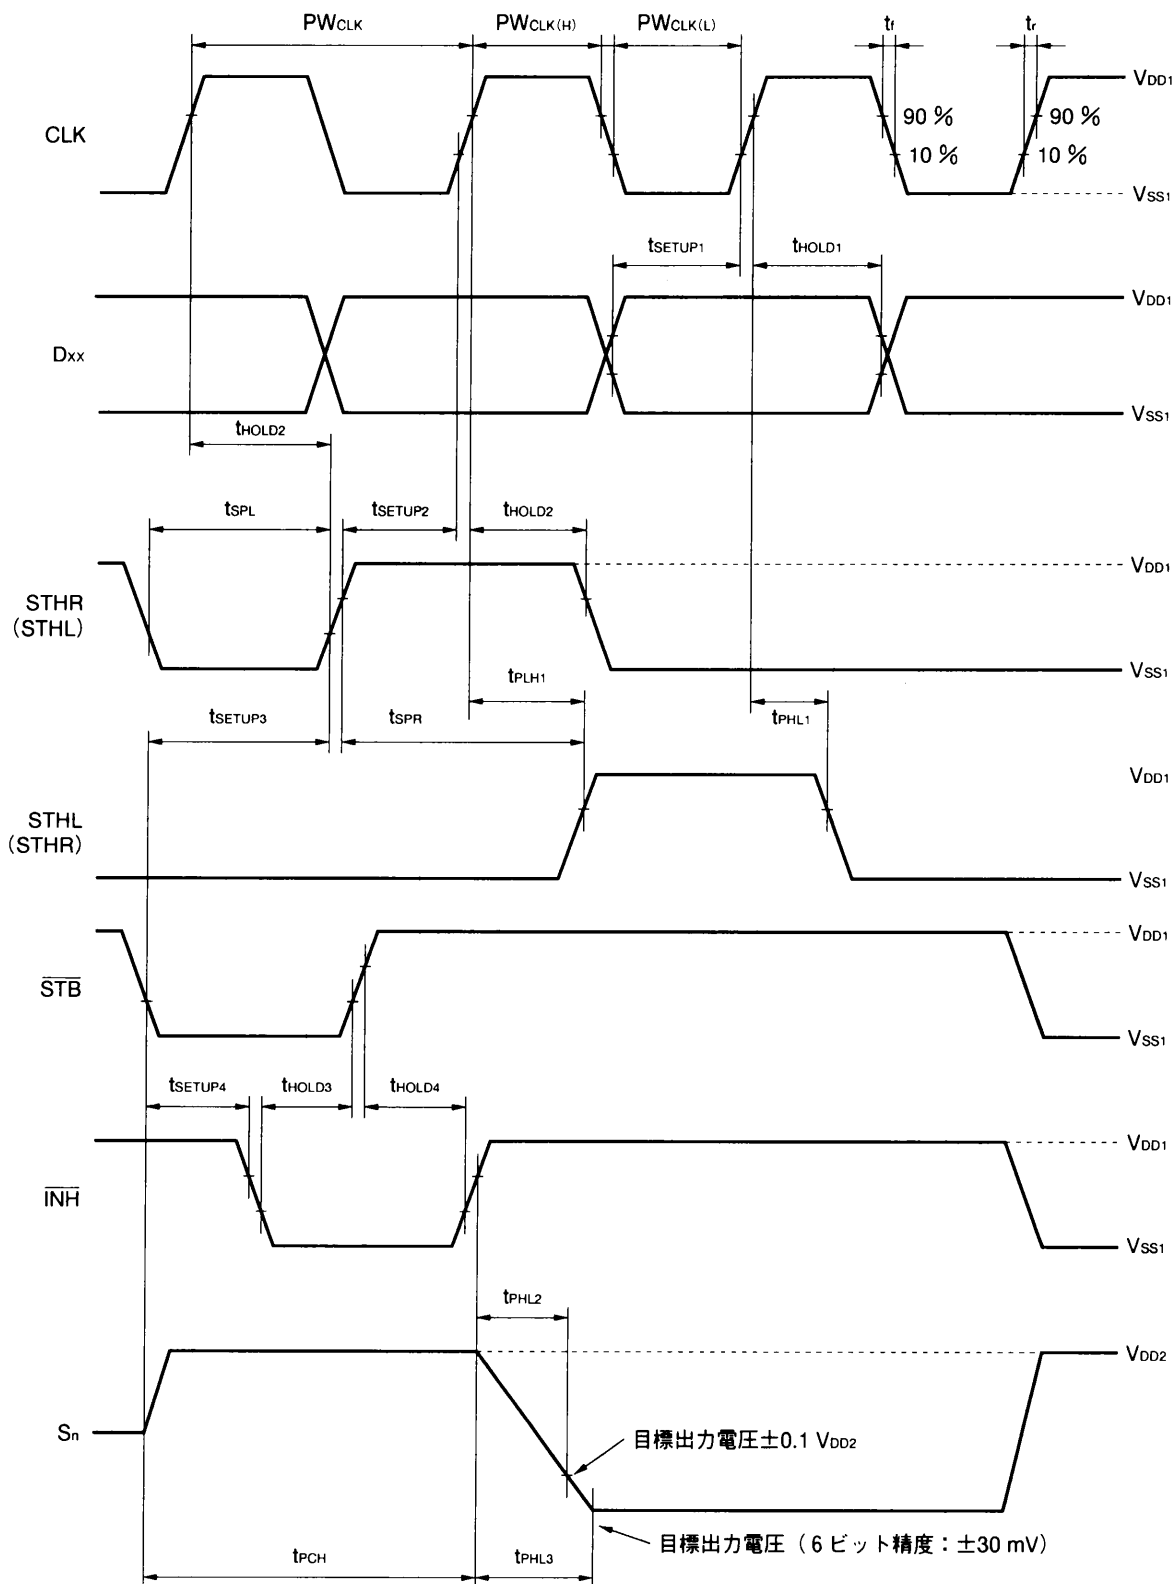 PWCLK PWCLK(H) PWCLK(L) tf tr
VDD1
CLK
90 % 90 %
10 % 10 %
VSS1
tSETUP1 tHOLD1
VDD1
Dxx
VSS1
tHOLD2
tSPL tSETUP2 tHOLD2
VDD1
STHR
(STHL)
VSS1
tPLH1
tSETUP3 tSPR tPHL1
VDD1
STHL
(STHR)
VSS1
VDD1
STB
VSS1
tSETUP4 tHOLD3 tHOLD4
VDD1
INH
VSS1
tPHL2
VDD2
Sn
目標出力電圧±0.1 VDD2
目標出力電圧(6ビット精度:±30 mV)
tPCH tPHL3